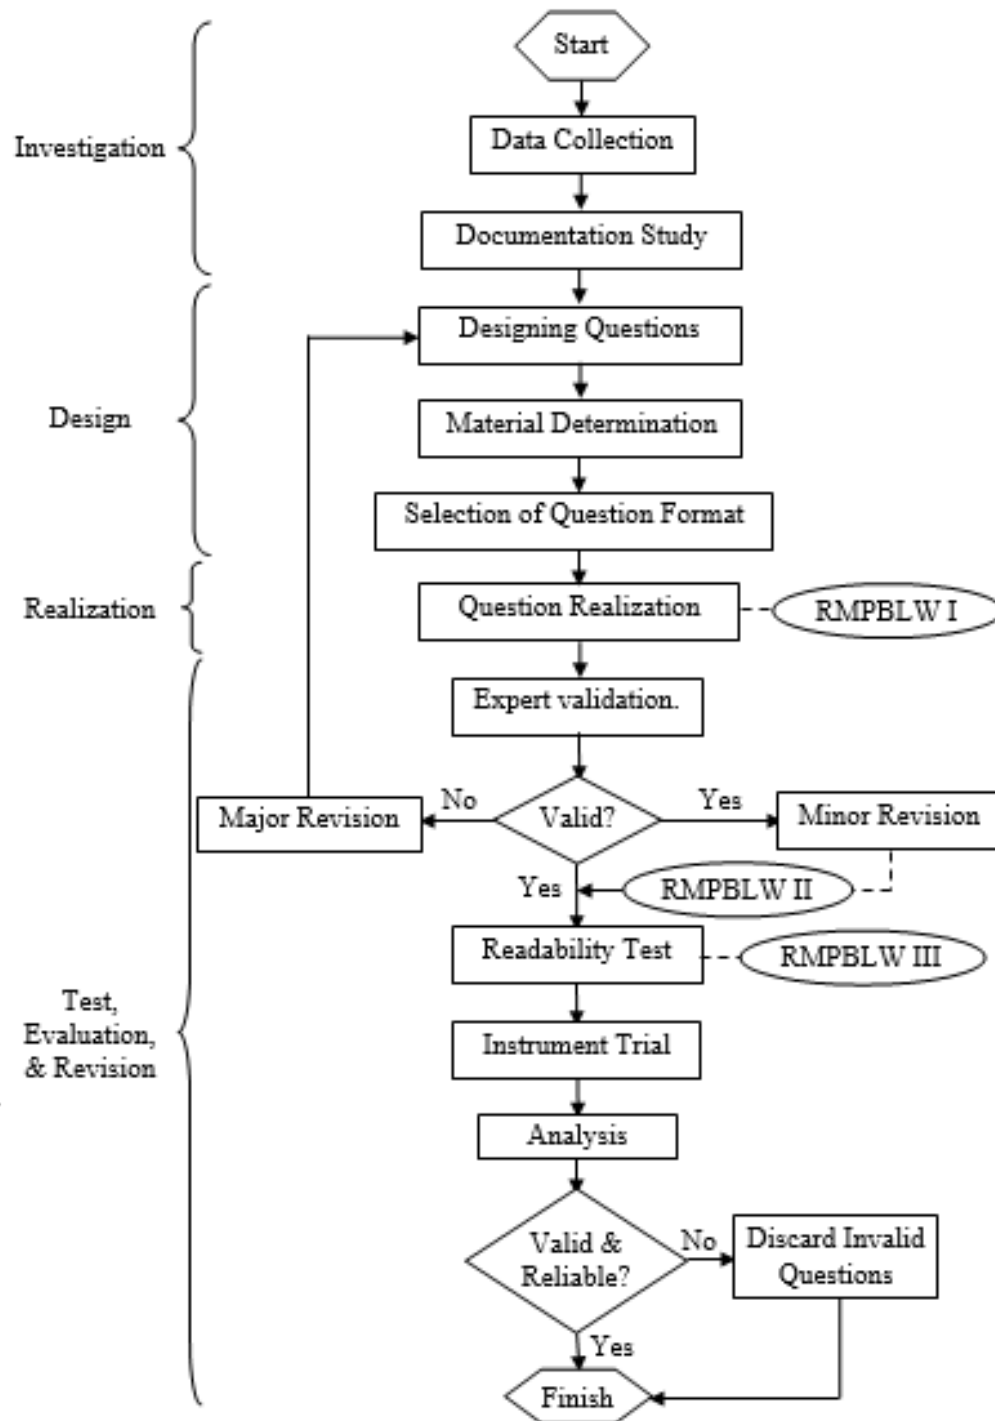 Start
Investigation
Data Collection
Documentation Study
Designing Questions
Design
Material Determination
Selection of Question Format
Realization
Question Realization
RMPBLW I
Expert validation.
Major Revision
No
Valid?
Yes
Minor Revision
Yes
RMPBLW II
Readability Test
RMPBLW III
Test,
Evaluation,
& Revision
Instrument Trial
Analysis
Valid &
Reliable?
No
Discard Invalid
Questions
Yes
Finish